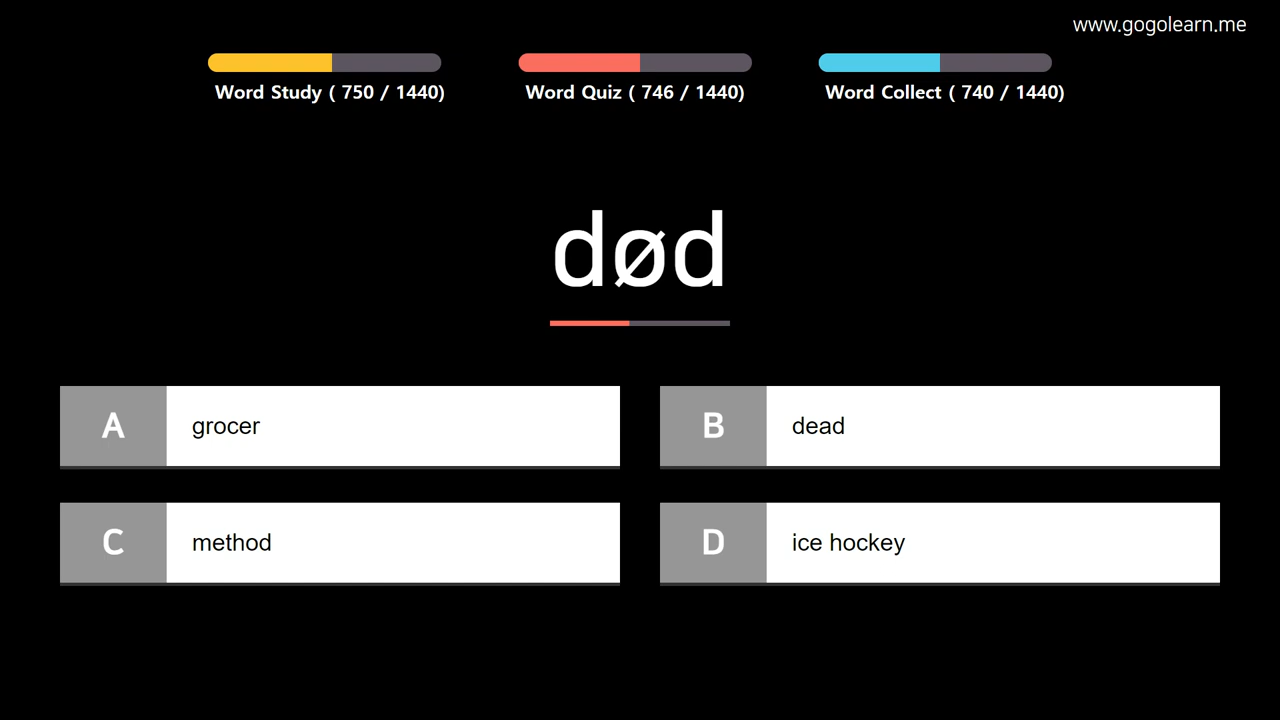 www.gogolearn.me
Word Study ( 750 / 1440)
Word Quiz ( 746 / 1440)
Word Collect ( 740 / 1440)
død
A grocer
B dead
C method
D ice hockey